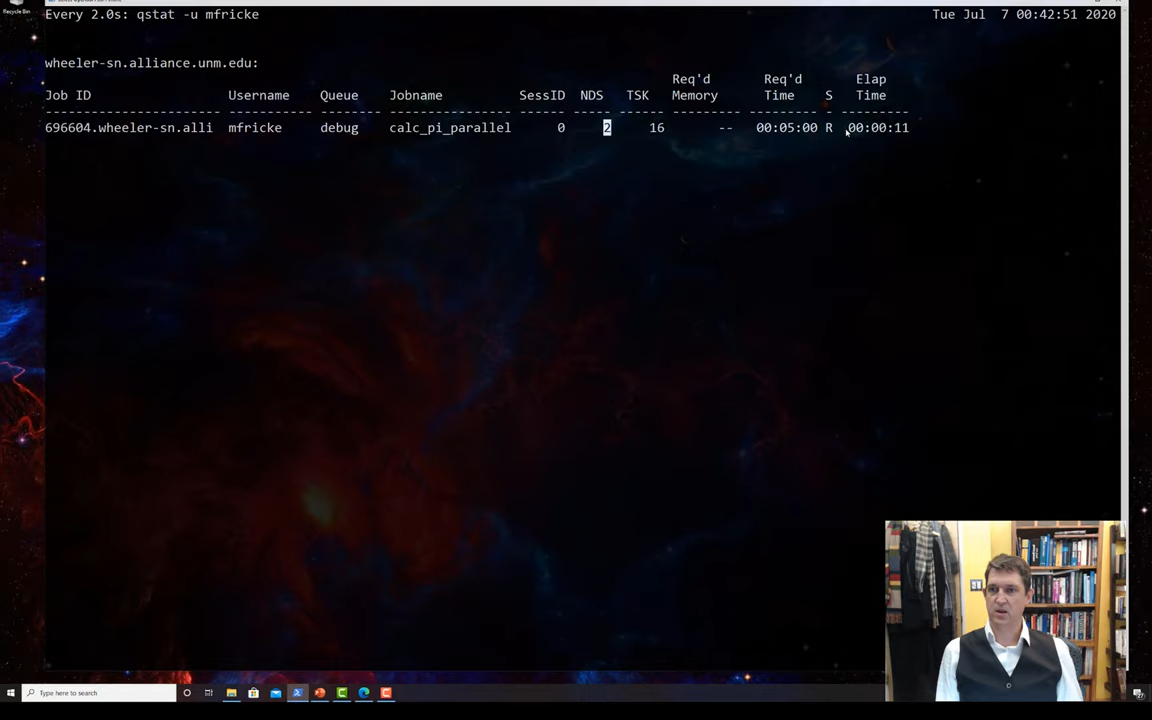 Recycle Bin
Every 2.0s: qstat -u mfricke Tue Jul 7 00:42:51 2020
wheeler-sn.alliance.unm.edu:
Req'd Req'd Elap
Job ID Username Queue Jobname SessID NDS TSK Memory Time S Time
----------------------- ----------- -------- ---------------- ------ ----- ------ --------- --------- - ---------
696604.wheeler-sn.alli mfricke debug calc_pi_parallel 0 2 16 -- 00:05:00 R 00:00:11
Type here to search